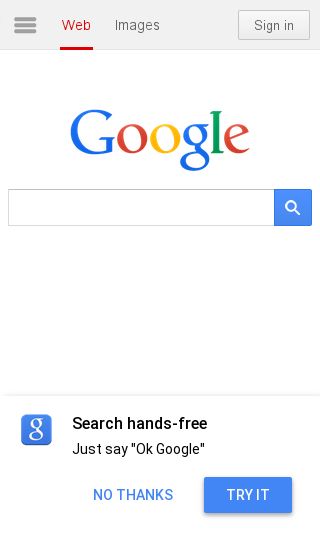 Web Images Sign in
Google
g
Search hands-free
Just say "Ok Google"
NO THANKS TRY IT